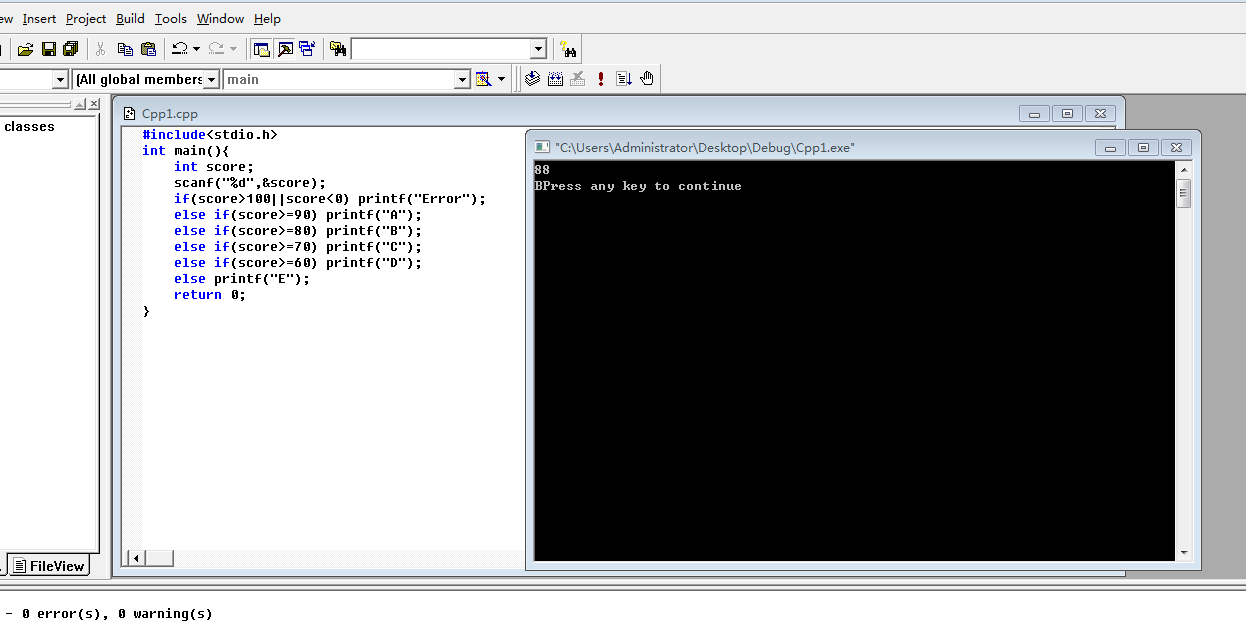 ew Insert Project Build Tools Window Help
(All global members main
classes
Cpp1.cpp
#include<stdio.h>
int main(){
int score;
scanf("%d",&score);
if(score>100||score<0) printf("Error");
else if(score>=90) printf("A");
else if(score>=80) printf("B");
else if(score>=70) printf("C");
else if(score>=60) printf("D");
else printf("E");
return 0;
}
"C:\Users\Administrator\Desktop\Debug\Cpp1.exe"
88
BPress any key to continue
FileView
- 0 error(s), 0 warning(s)